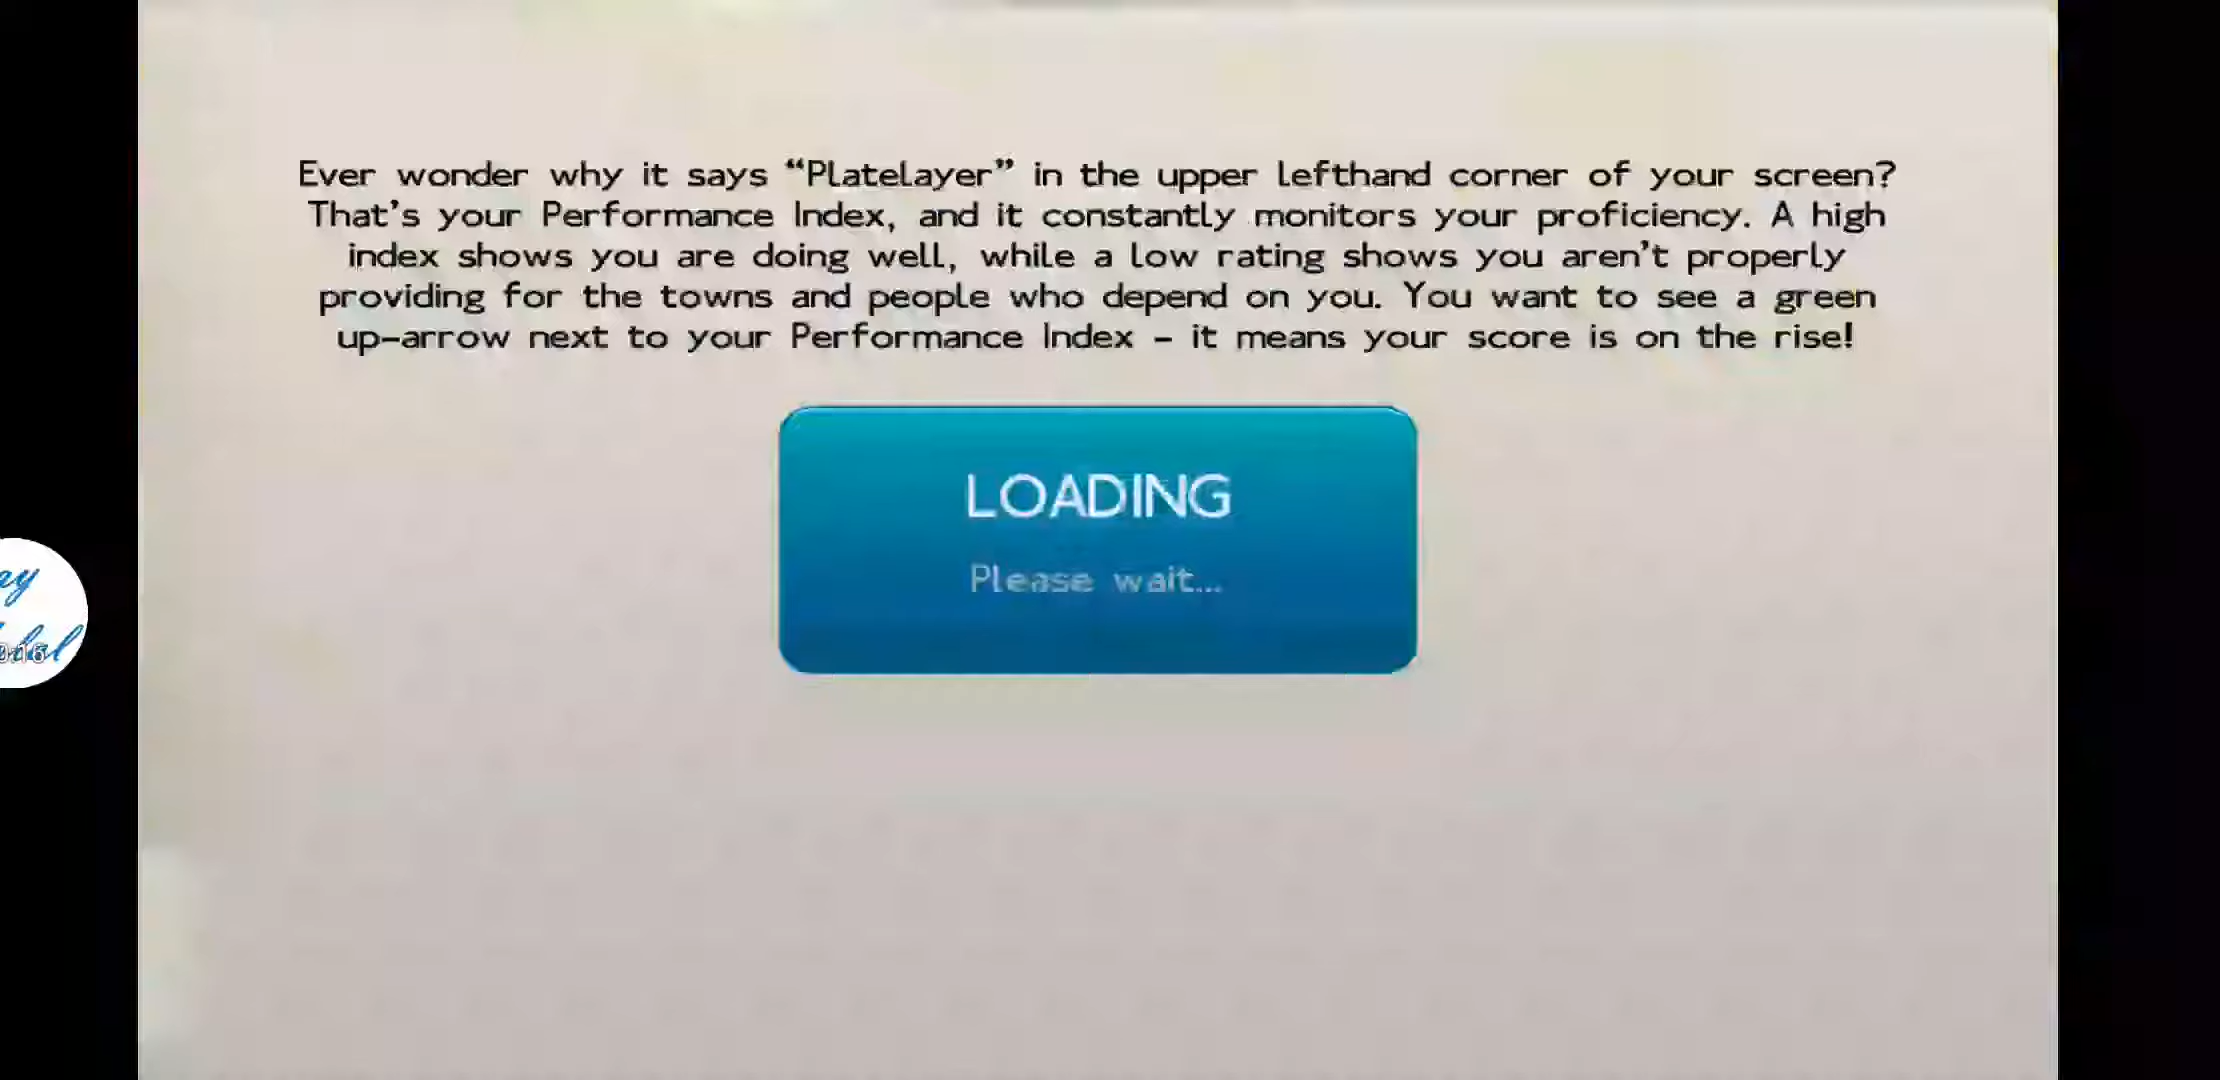 Ever wonder why it says “Platelayer” in the upper lefthand corner of your screen?
That’s your Performance Index, and it constantly monitors your proficiency. A high
index shows you are doing well, while a low rating shows you aren’t properly
providing for the towns and people who depend on you. You want to see a green
up-arrow next to your Performance Index – it means your score is on the rise!
LOADING
Please wait...